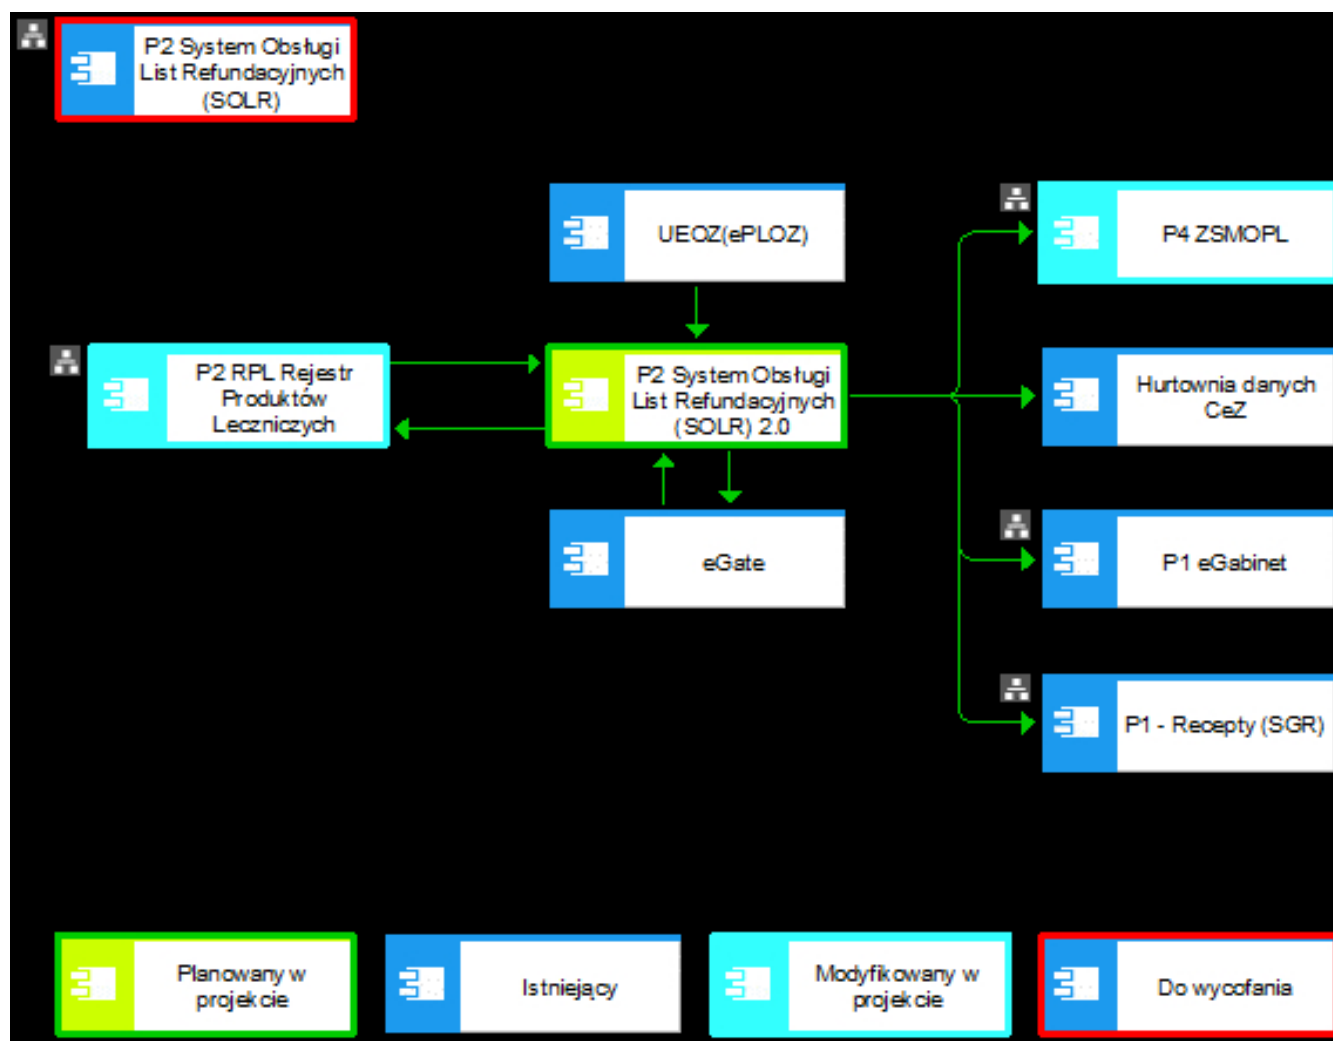 P2 System Obsługi
List Refundacyjnych
(SOLR)
UEOZ(ePLOZ)
P4 ZSMOPL
P2 RPL Rejestr
Produktów
Leczniczych
P2 System Obsługi
List Refundacyjnych
(SOLR) 2.0
Hurtownia danych
CeZ
eGate
P1 eGabinet
P1 - Recepty (SGR)
Planowany w
projekcie
Istniejący
Modyfikowany w
projekcie
Do wycofania